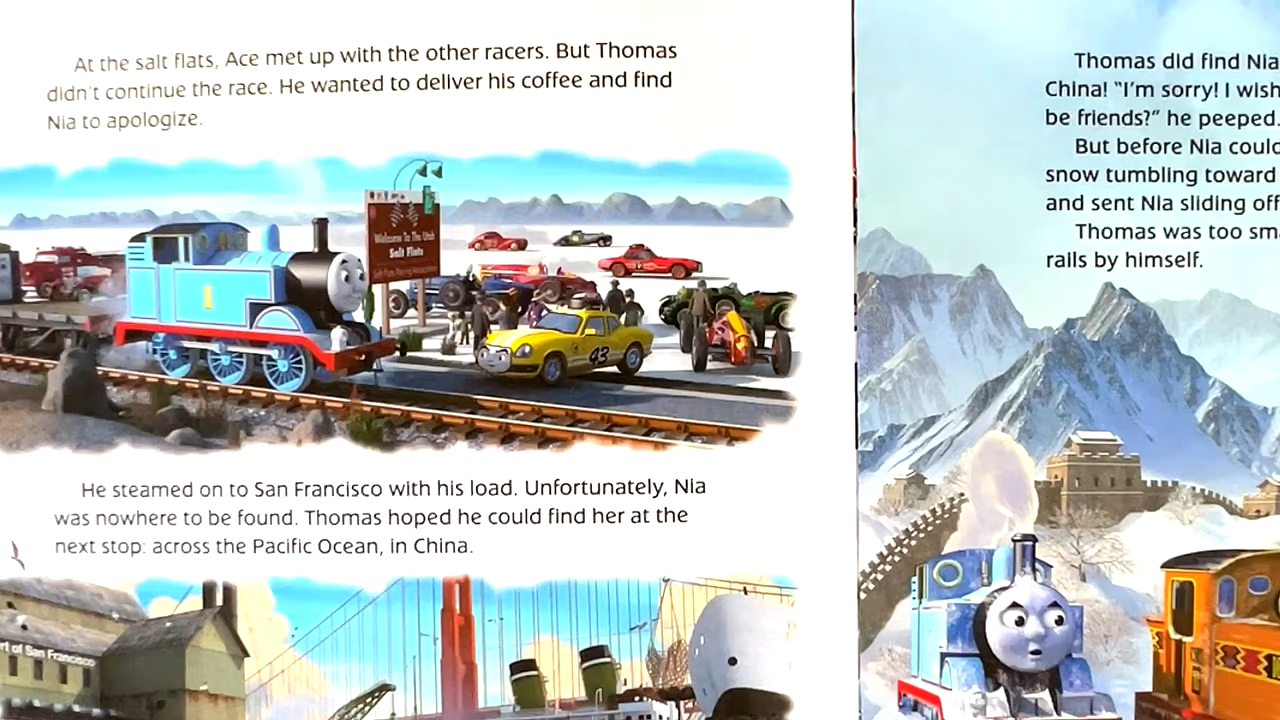 At the salt flats, Ace met up with the other racers. But Thomas
didn't continue the race. He wanted to deliver his coffee and find
Nia to apologize.
Welcome To The Utah
Salt Flats
1
43
He steamed on to San Francisco with his load. Unfortunately, Nia
was nowhere to be found. Thomas hoped he could find her at the
next stop: across the Pacific Ocean, in China.
rt of San Francisco
Thomas did find Nia
China! "I'm sorry! I wish
be friends?" he peeped.
But before Nia could
snow tumbling toward
and sent Nia sliding off
Thomas was too sma
rails by himself.